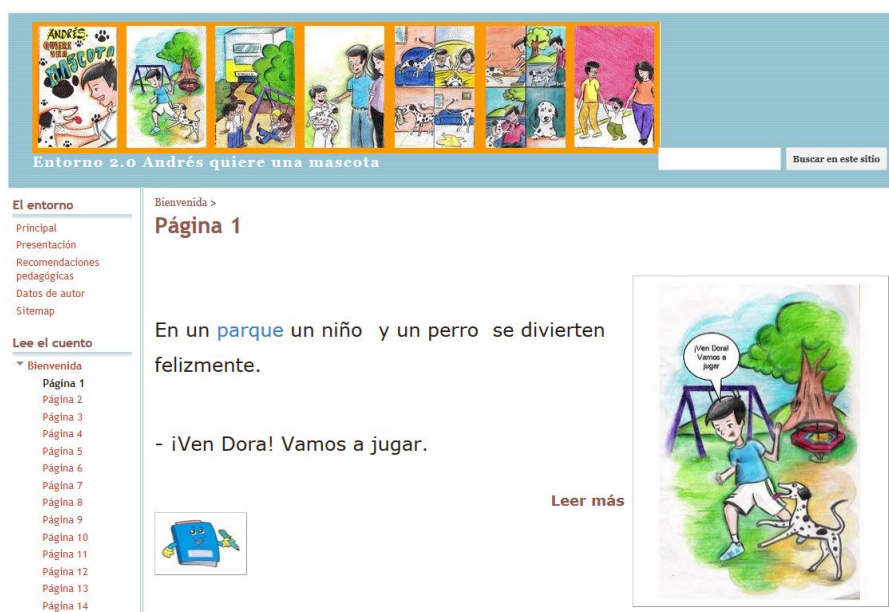 ANDRÉS
QUIERE
UNA
MASCOTA
Entorno 2.0 Andrés quiere una mascota
Buscar en este sitio
El entorno
Principal
Presentación
Recomendaciones
pedagógicas
Datos de autor
Sitemap
Lee el cuento
Bienvenida
Página 1
Página 2
Página 3
Página 4
Página 5
Página 6
Página 7
Página 8
Página 9
Página 10
Página 11
Página 12
Página 13
Página 14
Bienvenida >
Página 1
En un parque un niño y un perro se divierten
felizmente.
- ¡Ven Dora! Vamos a jugar.
Leer más
¡Ven Dora!
Vamos a
jugar